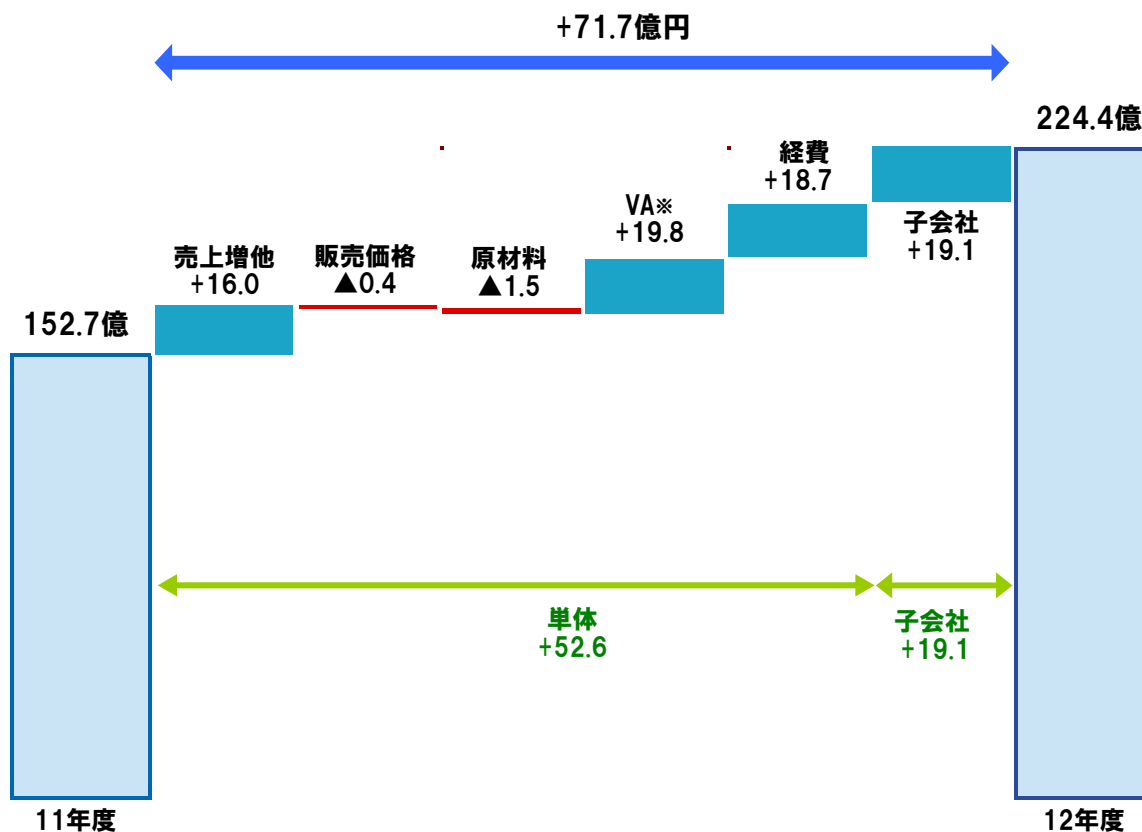 +71.7億円
224.4億
経費
+18.7
VA※
+19.8
子会社
+19.1
売上増他
+16.0
販売価格
▲0.4
原材料
▲1.5
152.7億
単体
+52.6
子会社
+19.1
11年度
12年度